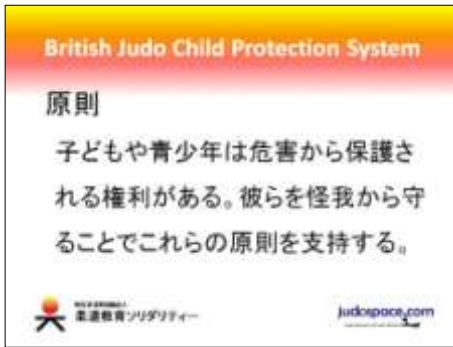 British Judo Child Protection System
原則
子どもや青少年は危害から保護さ
れる権利がある。彼らを怪我から守
ることでこれらの原則を支持する。
柔道教育ソリダリティー
judospace.com